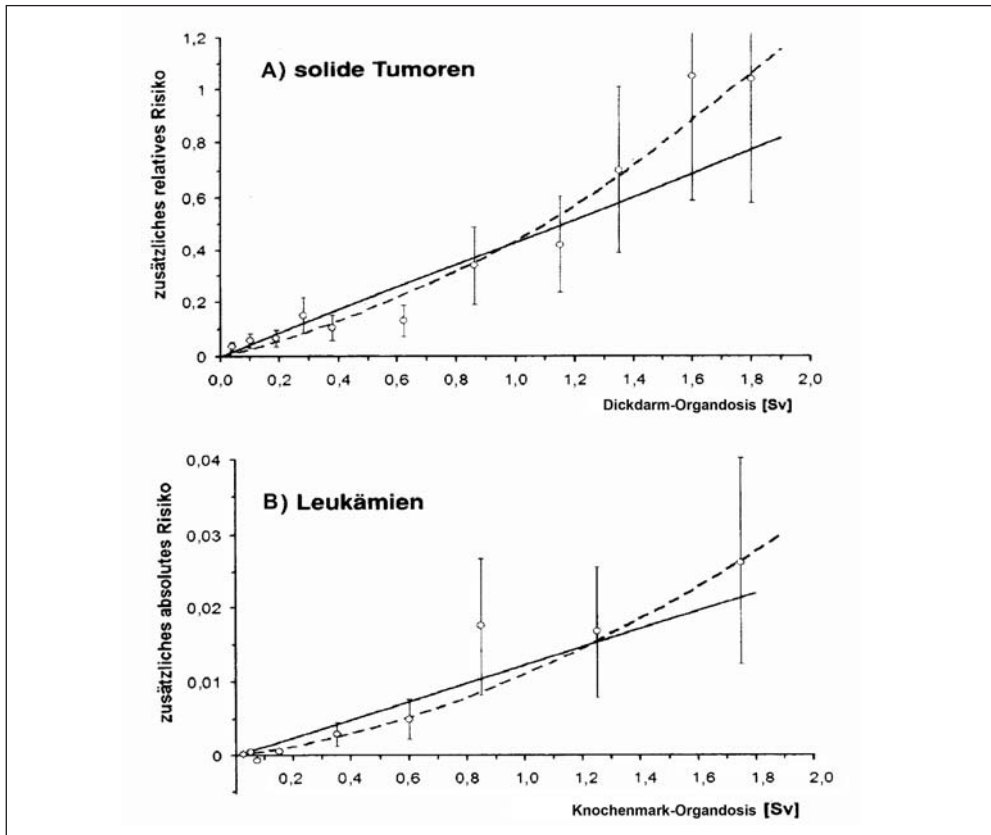 A) solide Tumoren
zusätzliches relatives Risiko
1,2
1
0,8
0,6
0,4
0,2
0
0,0 0,2 0,4 0,6 0,8 1,0 1,2 1,4 1,6 1,8 2,0
Dickdarm-Organdosis [Sv]
B) Leukämien
zusätzliches absolutes Risiko
0,04
0,03
0,02
0,01
0
0,2 0,4 0,6 0,8 1,0 1,2 1,4 1,6 1,8 2,0
Knochenmark-Organdosis [Sv]